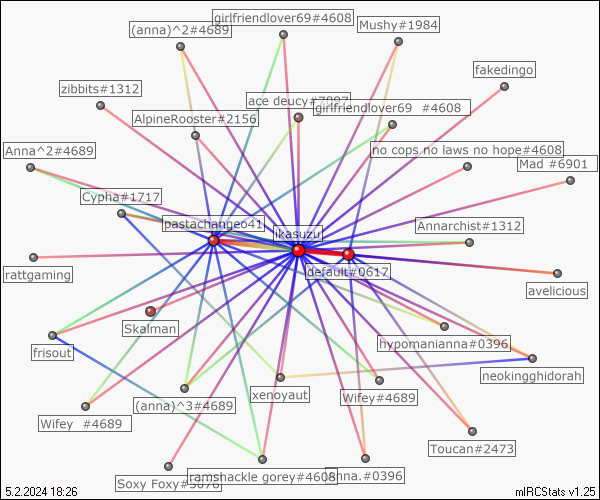 girlfriendlover69#4608
(anna)^2#4689
Mushy#1984
fakedingo
zibbits#1312
ace deucy#7097
girlfriendlover69 #4608
AlpineRooster#2156
Anna^2#4689
no cops no laws no hope#4608
Mad #6901
Cypha#1717
pastachangeo41
ikasuzu
Annarchist#1312
rattgaming
default#0617
avelicious
Skalman
frisout
hypomanianna#0396
neokingghidorah
xenoyaut
Wifey#4689
(anna)^3#4689
Wifey #4689
Toucan#2473
Soxy Foxy#5676
ramshackle gorey#4608
anna.#0396
5.2.2024 18:26
mIRCStats v1.25